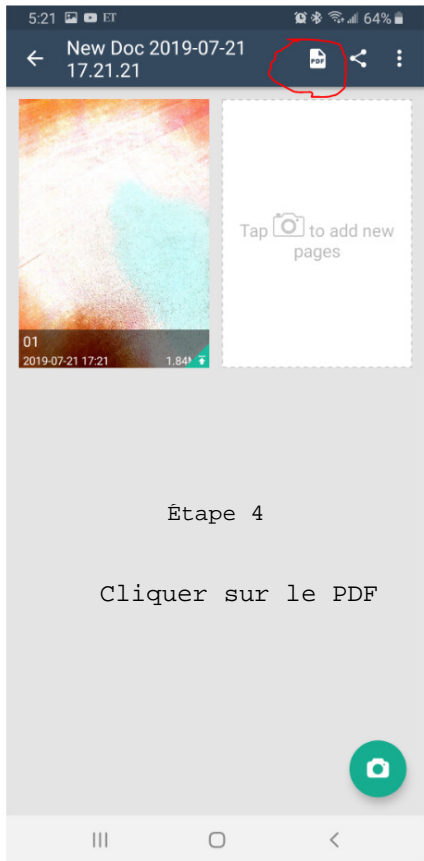 5:21 ET 64%
New Doc 2019-07-21
17.21.21
PDF
Tap to add new
pages
01
2019-07-21 17:21 1.84M
Étape 4
Cliquer sur le PDF